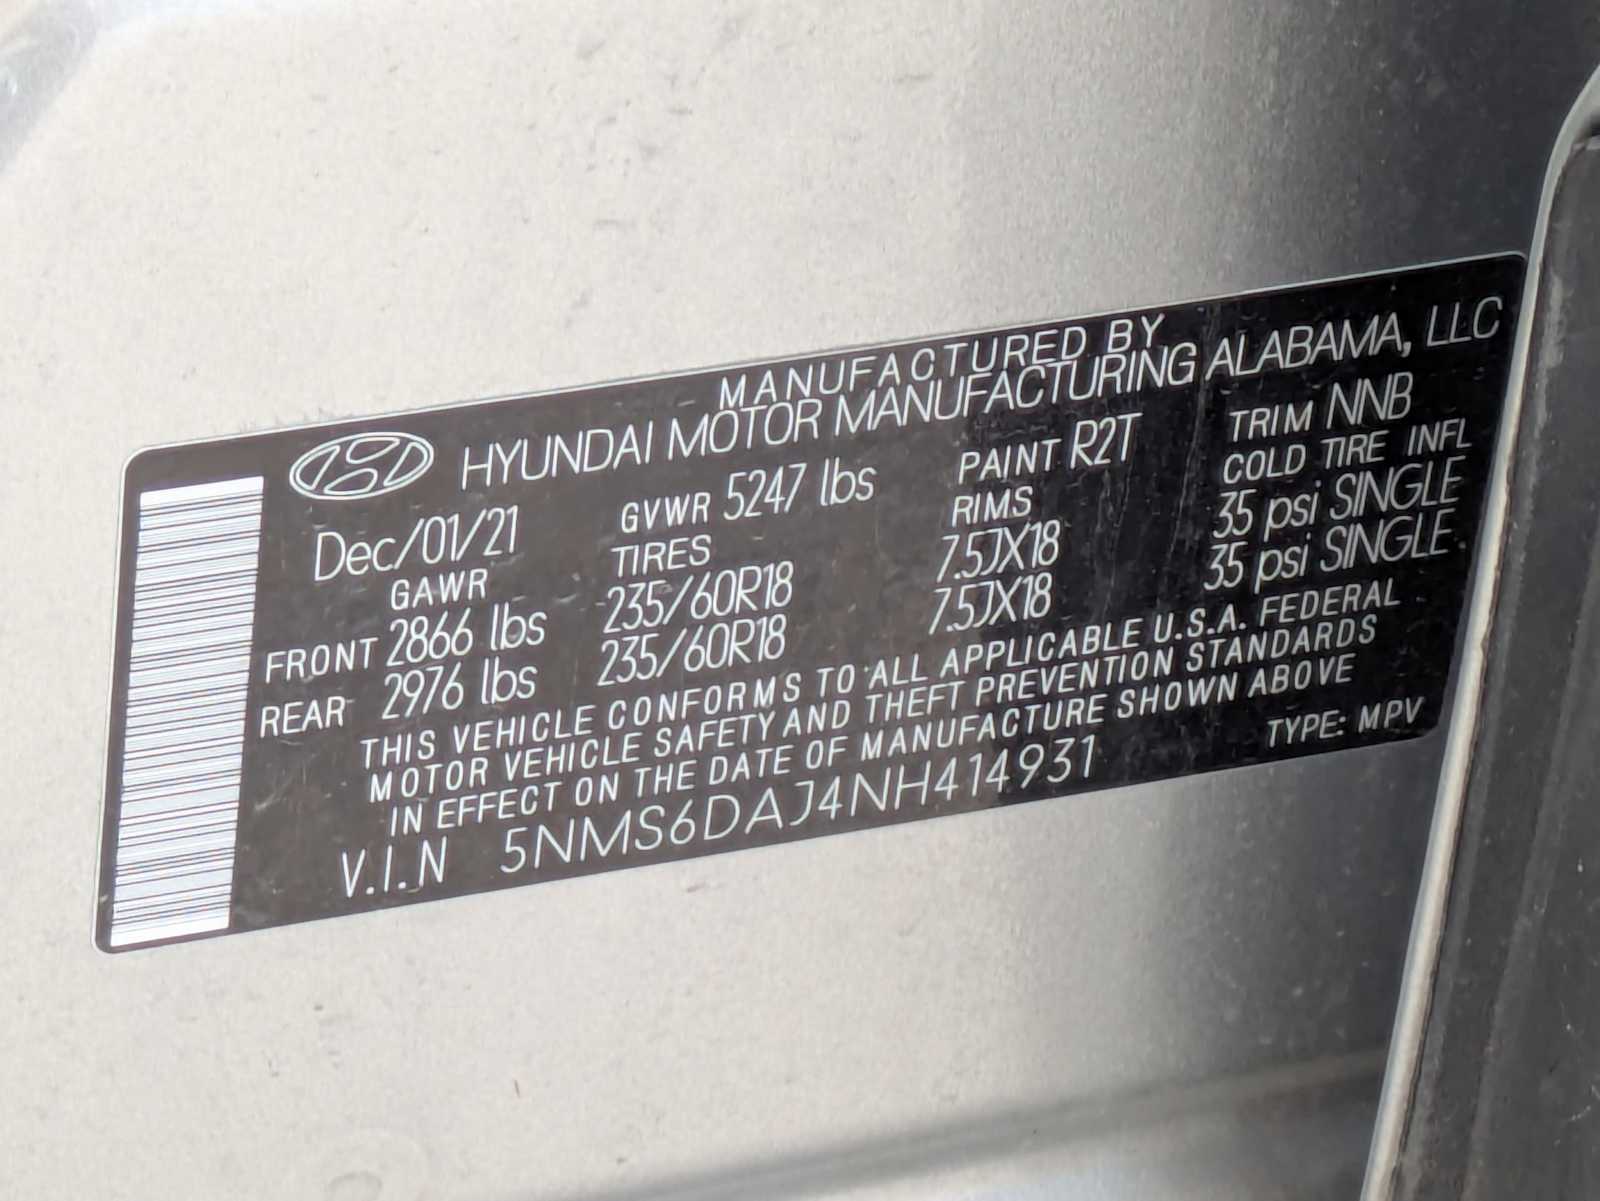 MANUFACTURED BY
HYUNDAI MOTOR MANUFACTURING ALABAMA, LLC
Dec/01/21 GVWR 5247 lbs PAINT R2T TRIM NNB
GAWR TIRES RIMS COLD TIRE INFL
FRONT 2866 lbs 235/60R18 7.5JX18 35 psi SINGLE
REAR 2976 lbs 235/60R18 7.5JX18 35 psi SINGLE
THIS VEHICLE CONFORMS TO ALL APPLICABLE U.S.A. FEDERAL
MOTOR VEHICLE SAFETY AND THEFT PREVENTION STANDARDS
IN EFFECT ON THE DATE OF MANUFACTURE SHOWN ABOVE
V.I.N 5NMS6DAJ4NH414931 TYPE: MPV